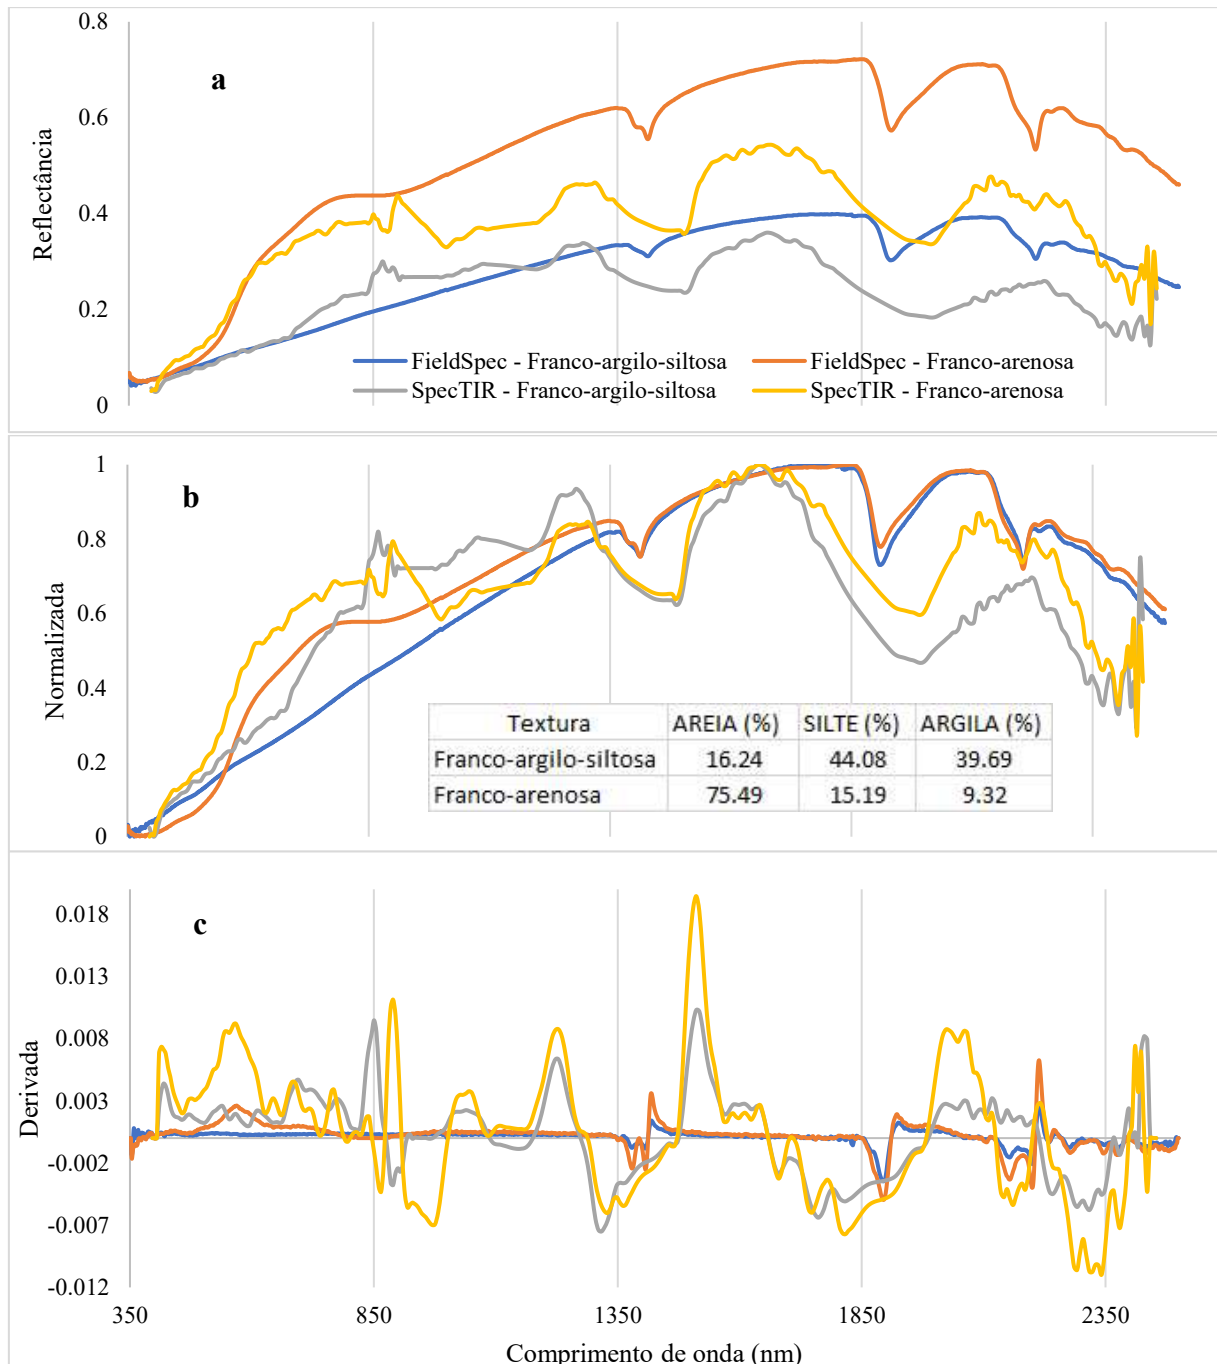 0.8
a
0.6
Reflectância
0.4
0.2
FieldSpec - Franco-argilo-siltosa
FieldSpec - Franco-arenosa
SpecTIR - Franco-argilo-siltosa
SpecTIR - Franco-arenosa
0
1
b
0.8
0.6
Normalizada
0.4
Textura AREIA (%) SILTE (%) ARGILA (%)
Franco-argilo-siltosa 16.24 44.08 39.69
Franco-arenosa 75.49 15.19 9.32
0.2
0
0.018
c
0.013
0.008
Derivada
0.003
-0.002
-0.007
-0.012
350 850 1350 1850 2350
Comprimento de onda (nm)